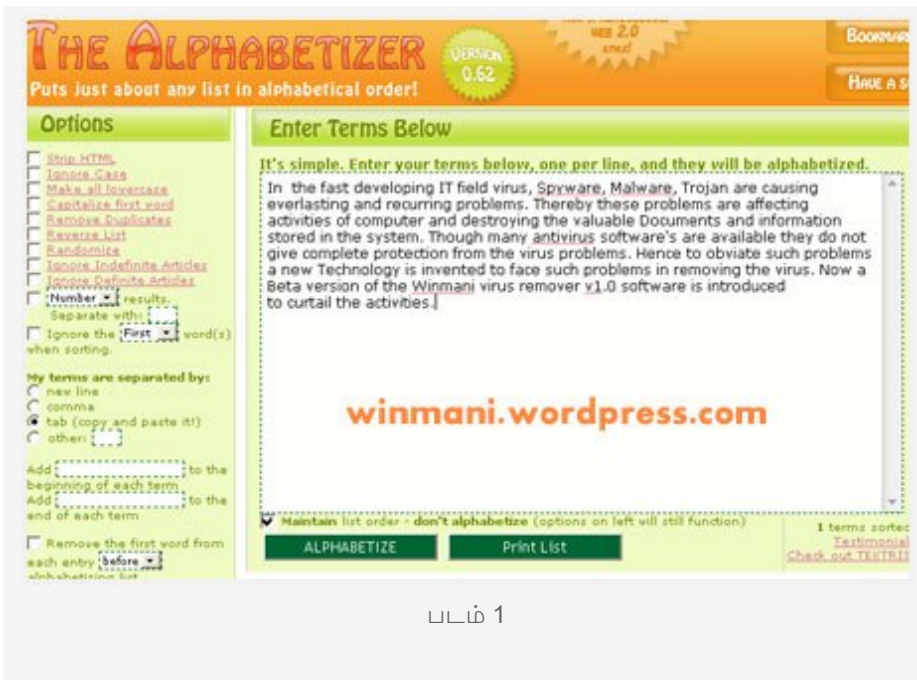 THE ALPHABETIZER
VERSION
0.62
WEB 2.0
Puts just about any list in alphabetical order!
Options
Strip HTML
Ignore Case
Make all lowercase
Capitalize first word
Remove Duplicates
Reverse List
Randomize
Ignore Indefinite Articles
Ignore Definite Articles
Number results.
Separate with:
Ignore the First word(s)
when sorting.
My terms are separated by:
new line
comma
tab (copy and paste it!)
other:
Add to the
beginning of each term
Add to the
end of each term
Remove the first word from
each entry before
alphabetizing list
Enter Terms Below
It's simple. Enter your terms below, one per line, and they will be alphabetized.
In the fast developing IT field virus, Spyware, Malware, Trojan are causing
everlasting and recurring problems. Thereby these problems are affecting
activities of computer and destroying the valuable Documents and information
stored in the system. Though many antivirus software's are available they do not
give complete protection from the virus problems. Hence to obviate such problems
a new Technology is invented to face such problems in removing the virus. Now a
Beta version of the Winmani virus remover v1.0 software is introduced
to curtail the activities.
winmani.wordpress.com
Maintain list order - don't alphabetize (options on left will still function)
ALPHABETIZE
Print List
1 terms sorted
Testimonial
Check out
படம் 1